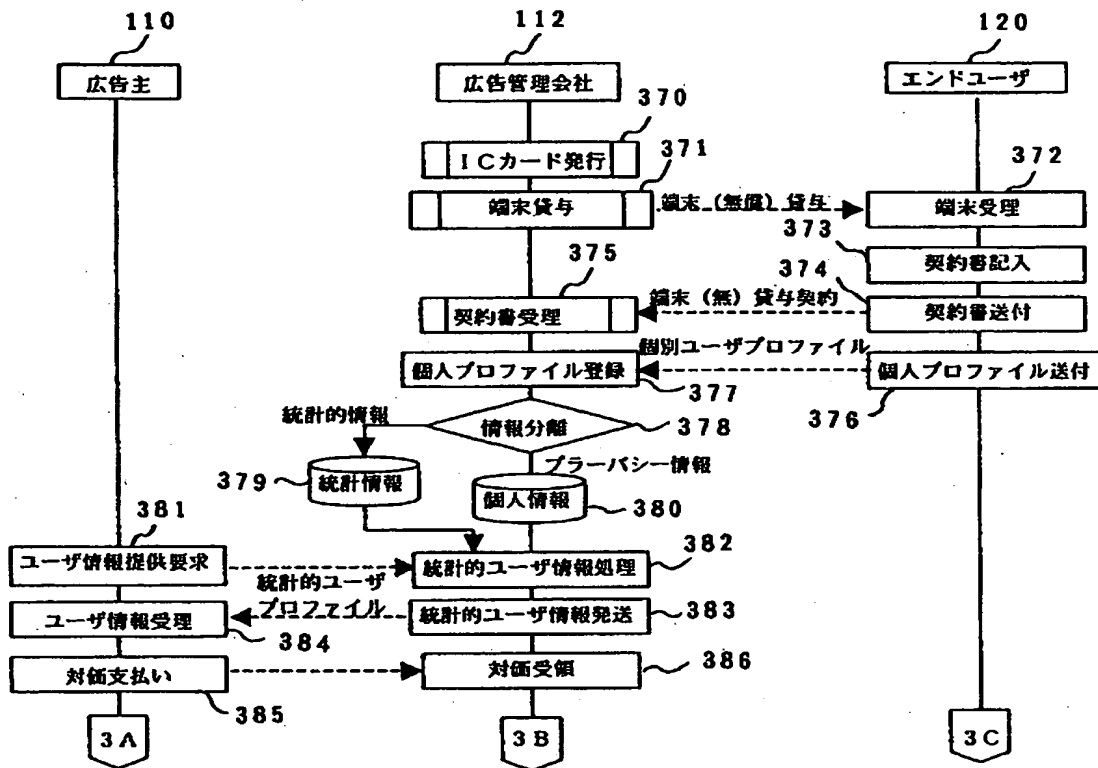 110
112
120
広告主
広告管理会社
エンドユーザ
370
ICカード発行
371
372
端末貸与
端末(無償)貸与
端末受理
373
契約書記入
375
374
端末(無)貸与契約
契約書受理
契約書送付
個別ユーザプロファイル
個人プロファイル登録
個人プロファイル送付
377
376
統計的情報
情報分離
378
プラーバシー情報
379
統計情報
個人情報
380
381
382
ユーザ情報提供要求
統計的ユーザ情報処理
統計的ユーザ
プロファイル
383
ユーザ情報受理
統計的ユーザ情報発送
384
対価支払い
対価受領
386
385
3A
3B
3C